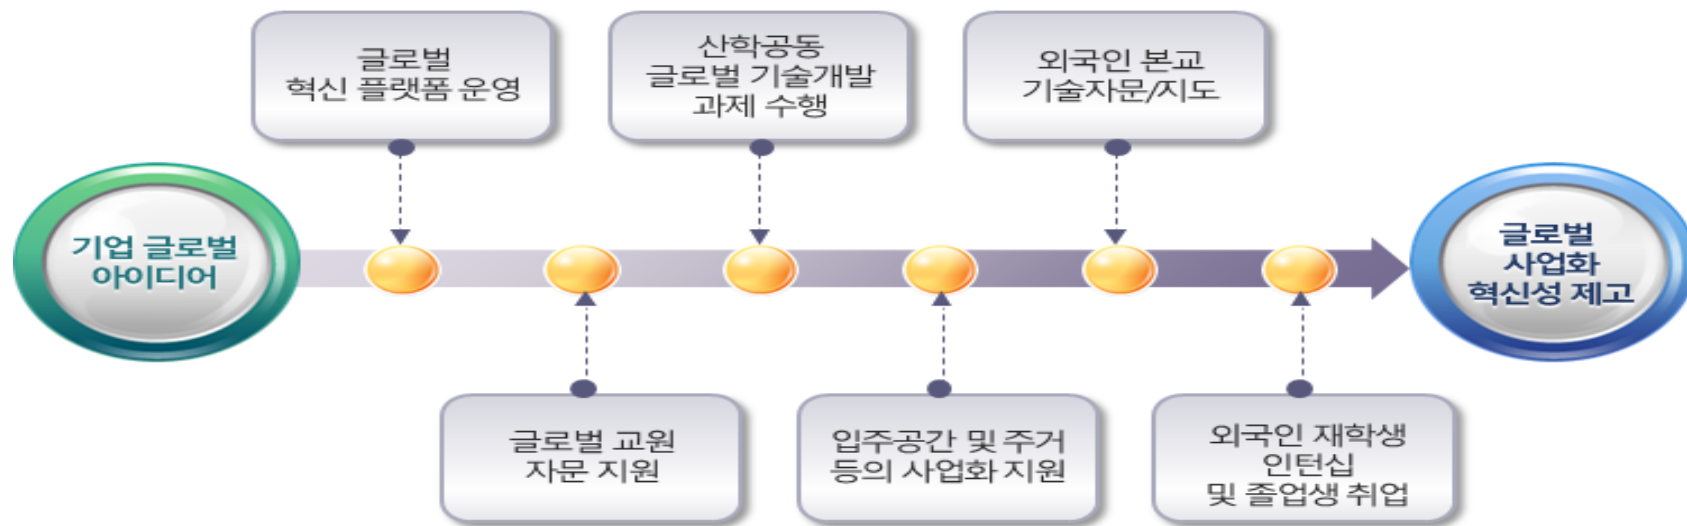 글로벌
혁신 플랫폼 운영
산학공동
글로벌 기술개발
과제 수행
외국인 본교
기술자문/지도
기업 글로벌
아이디어
글로벌
사업화
혁신성 제고
글로벌 교원
자문 지원
입주공간 및 주거
등의 사업화 지원
외국인 재학생
인턴십
및 졸업생 취업